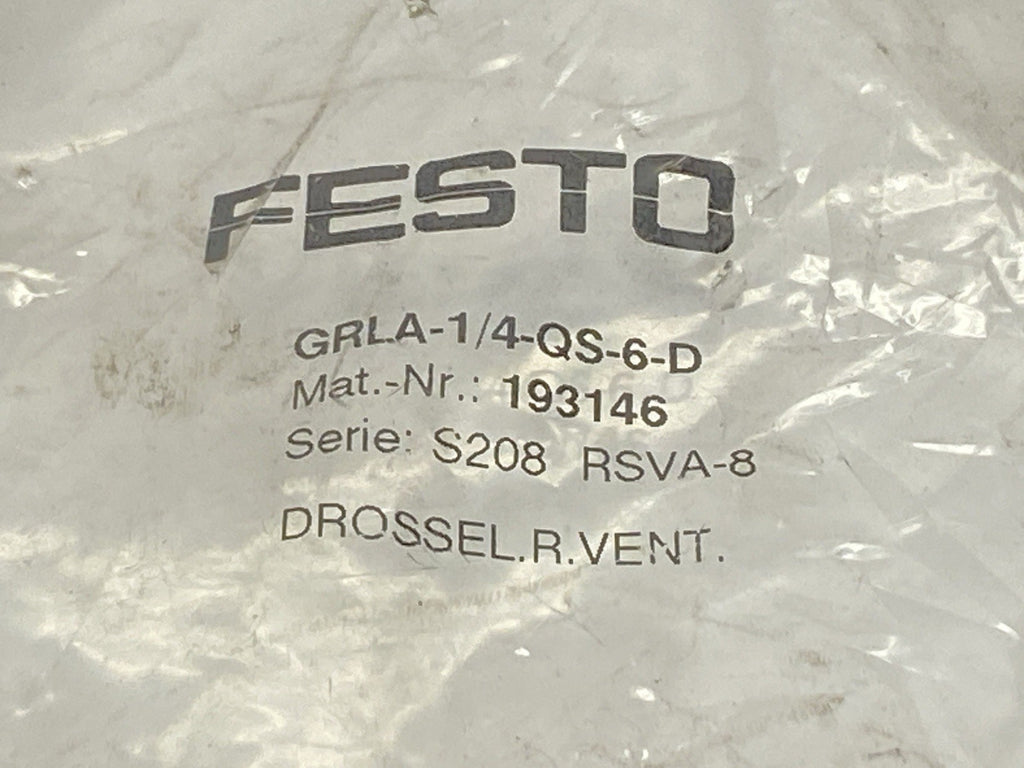 FESTO
GRLA-1/4-QS-6-D
Mat.-Nr.: 193146
Serie: S208 RSVA-8
DROSSEL.R.VENT.